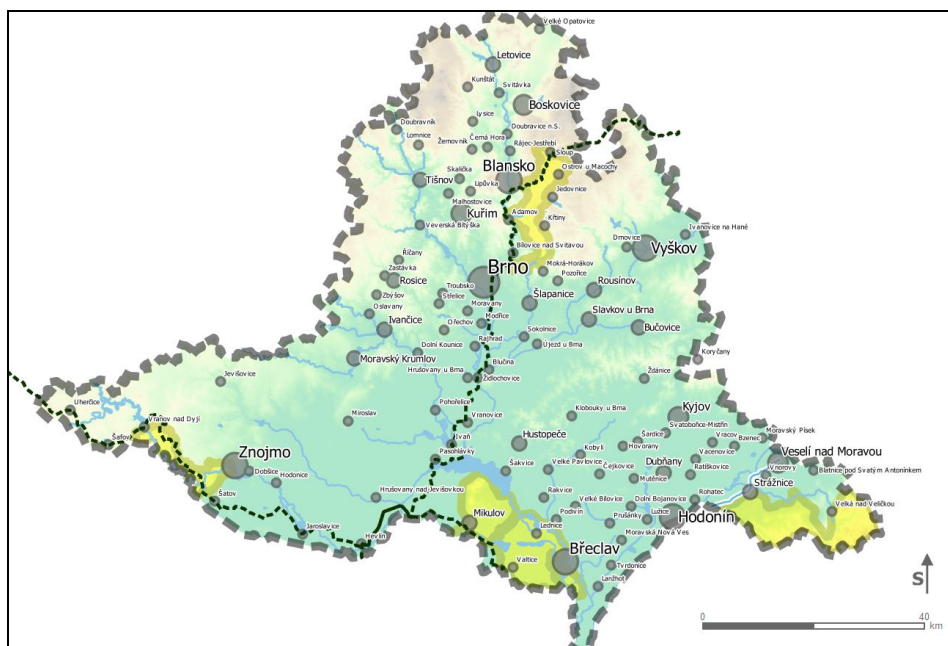 Velké Opatovice
Letovice
Kunštát
Svitávka
Boskovice
Lysice
Doubravník
Lomnice
Žernovník
Černá Hora
Doubravice n.S.
Rájec-Jestřebí
Sloup
Blansko
Ostrov u Macochy
Tišnov
Skalička
Lipůvka
Jedovnice
Malhostovice
Kuřim
Adamov
Křtiny
Veverská Bítýška
Ivanovice na Hané
Drnovice
Vyškov
Bílovice nad Svitavou
Říčany
Brno
Mokrá-Horákov
Zastávka
Rosice
Pozořice
Troubsko
Rousínov
Zbýšov
Střelice
Šlapanice
Oslavany
Moravany
Ivančice
Ořechov
Modřice
Slavkov u Brna
Bučovice
Sokolnice
Rajhrad
Újezd u Brna
Dolní Kounice
Moravský Krumlov
Koryčany
Blučina
Hrušovany u Brna
Židlochovice
Ždánice
Jevišovice
Uherčice
Pohořelice
Miroslav
Vranovice
Klobouky u Brna
Kyjov
Vranov nad Dyjí
Šafov
Svatobořice-Mistřín
Moravský Písek
Šardice
Vracov
Ivaň
Hustopeče
Kobylí
Hovorany
Bzenec
Znojmo
Pasohlávky
Vacenovice
Veselí nad Moravou
Dobšice
Hodonice
Šakvice
Velké Pavlovice
Čejkovice
Dubňany
Ratíškovice
Vnorovy
Blatnice pod Svatým Antonínkem
Mutěnice
Strážnice
Šatov
Hrušovany nad Jevišovkou
Rakvice
Velké Bílovice
Dolní Bojanovice
Rohatec
Podivín
Velká nad Veličkou
Jaroslavice
Mikulov
Lednice
Prušánky
Lužice
Hodonín
Hevlín
Moravská Nová Ves
Břeclav
Valtice
Tvrdonice
Lanžhot
S
0
40
km